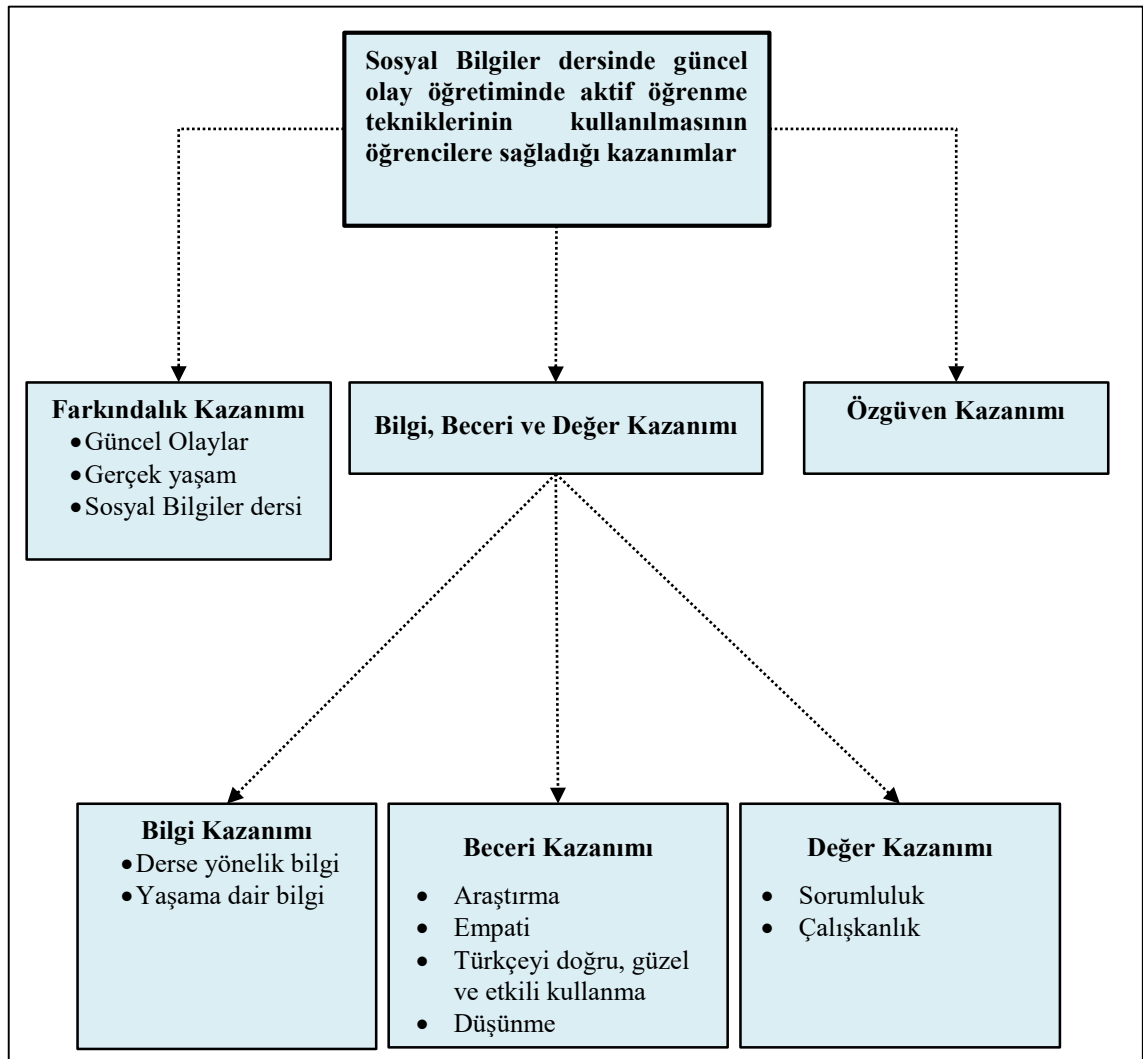 Sosyal Bilgiler dersinde güncel
olay öğretiminde aktif öğrenme
tekniklerinin kullanılmasının
öğrencilere sağladığı kazanımlar
Farkındalık Kazanımı
• Güncel Olaylar
• Gerçek yaşam
• Sosyal Bilgiler dersi
Bilgi, Beceri ve Değer Kazanımı
Özgüven Kazanımı
Bilgi Kazanımı
• Derse yönelik bilgi
• Yaşama dair bilgi
Beceri Kazanımı
• Araştırma
• Empati
• Türkçeyi doğru, güzel
ve etkili kullanma
• Düşünme
Değer Kazanımı
• Sorumluluk
• Çalışkanlık